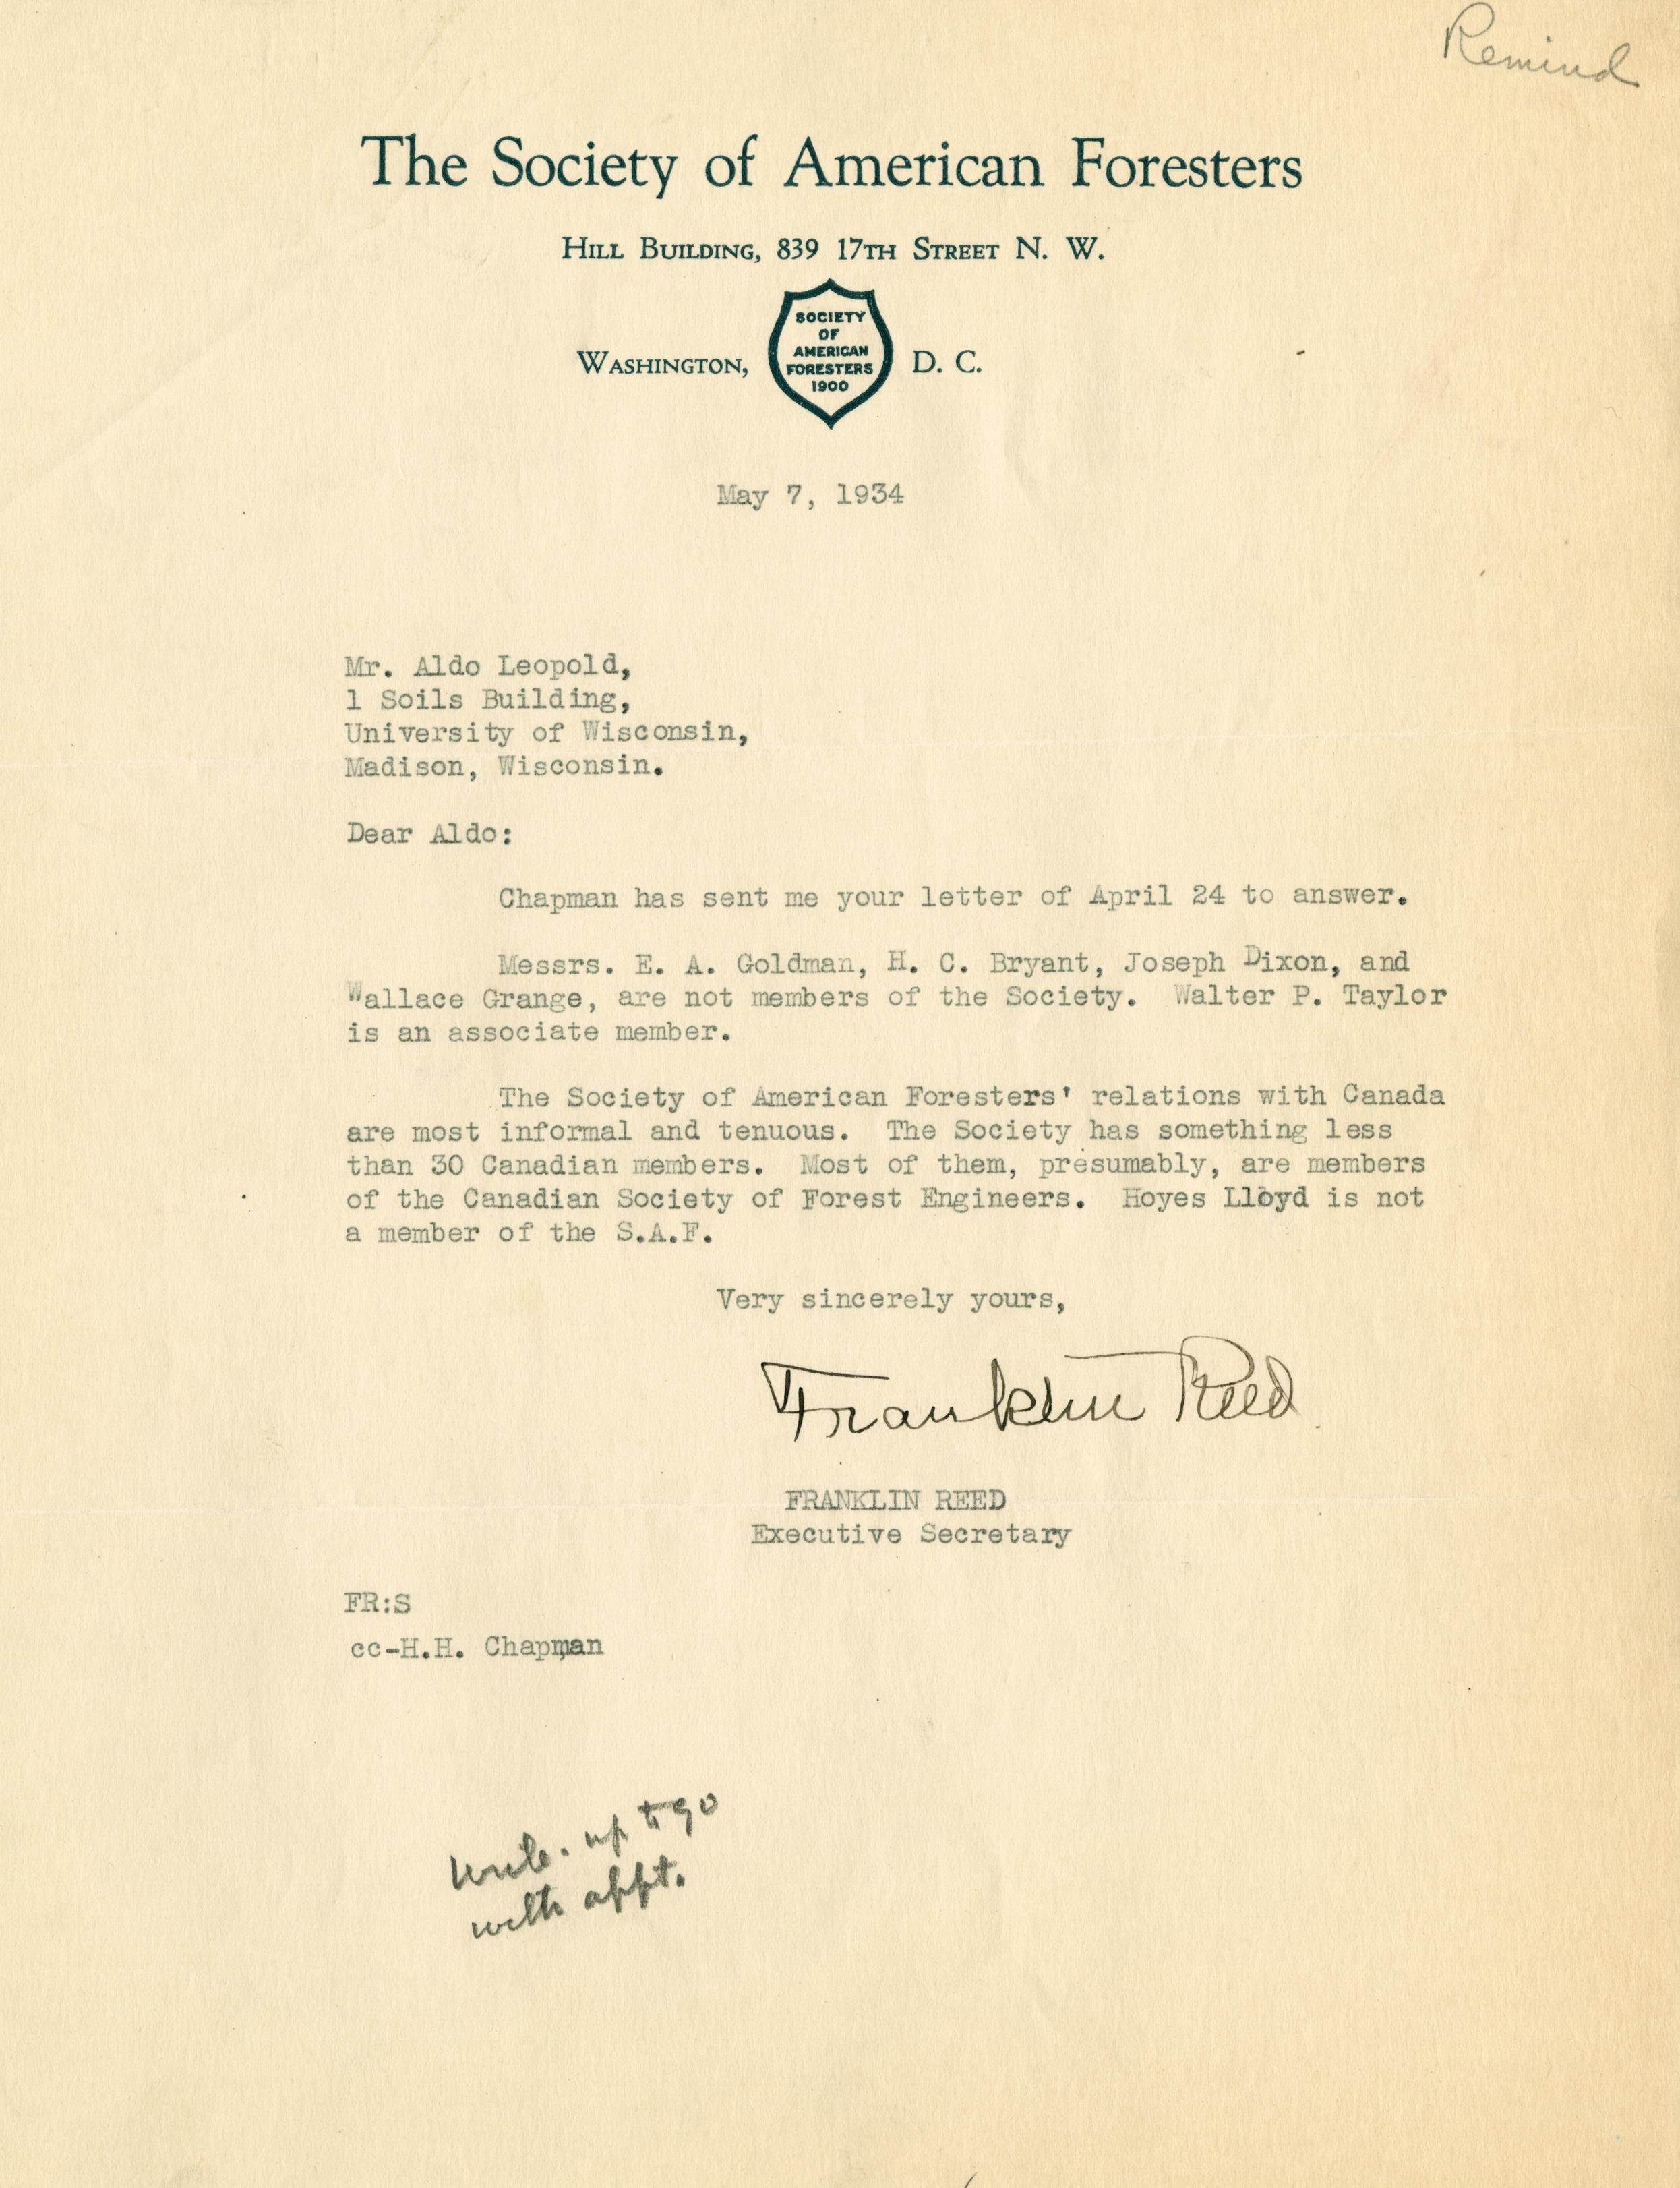 Remind
The Society of American Foresters
Hill Building, 839 17th Street N. W.
SOCIETY
OF
AMERICAN
FORESTERS
1900
Washington, D. C.
May 7, 1934
Mr. Aldo Leopold,
1 Soils Building,
University of Wisconsin,
Madison, Wisconsin.
Dear Aldo:
Chapman has sent me your letter of April 24 to answer.
Messrs. E. A. Goldman, H. C. Bryant, Joseph Dixon, and
Wallace Grange, are not members of the Society. Walter P. Taylor
is an associate member.
The Society of American Foresters' relations with Canada
are most informal and tenuous. The Society has something less
than 30 Canadian members. Most of them, presumably, are members
of the Canadian Society of Forest Engineers. Hoyes Lloyd is not
a member of the S.A.F.
Very sincerely yours,
Franklin Reed
FRANKLIN REED
Executive Secretary
FR:S
cc-H.H. Chapman
up to go
with appt.